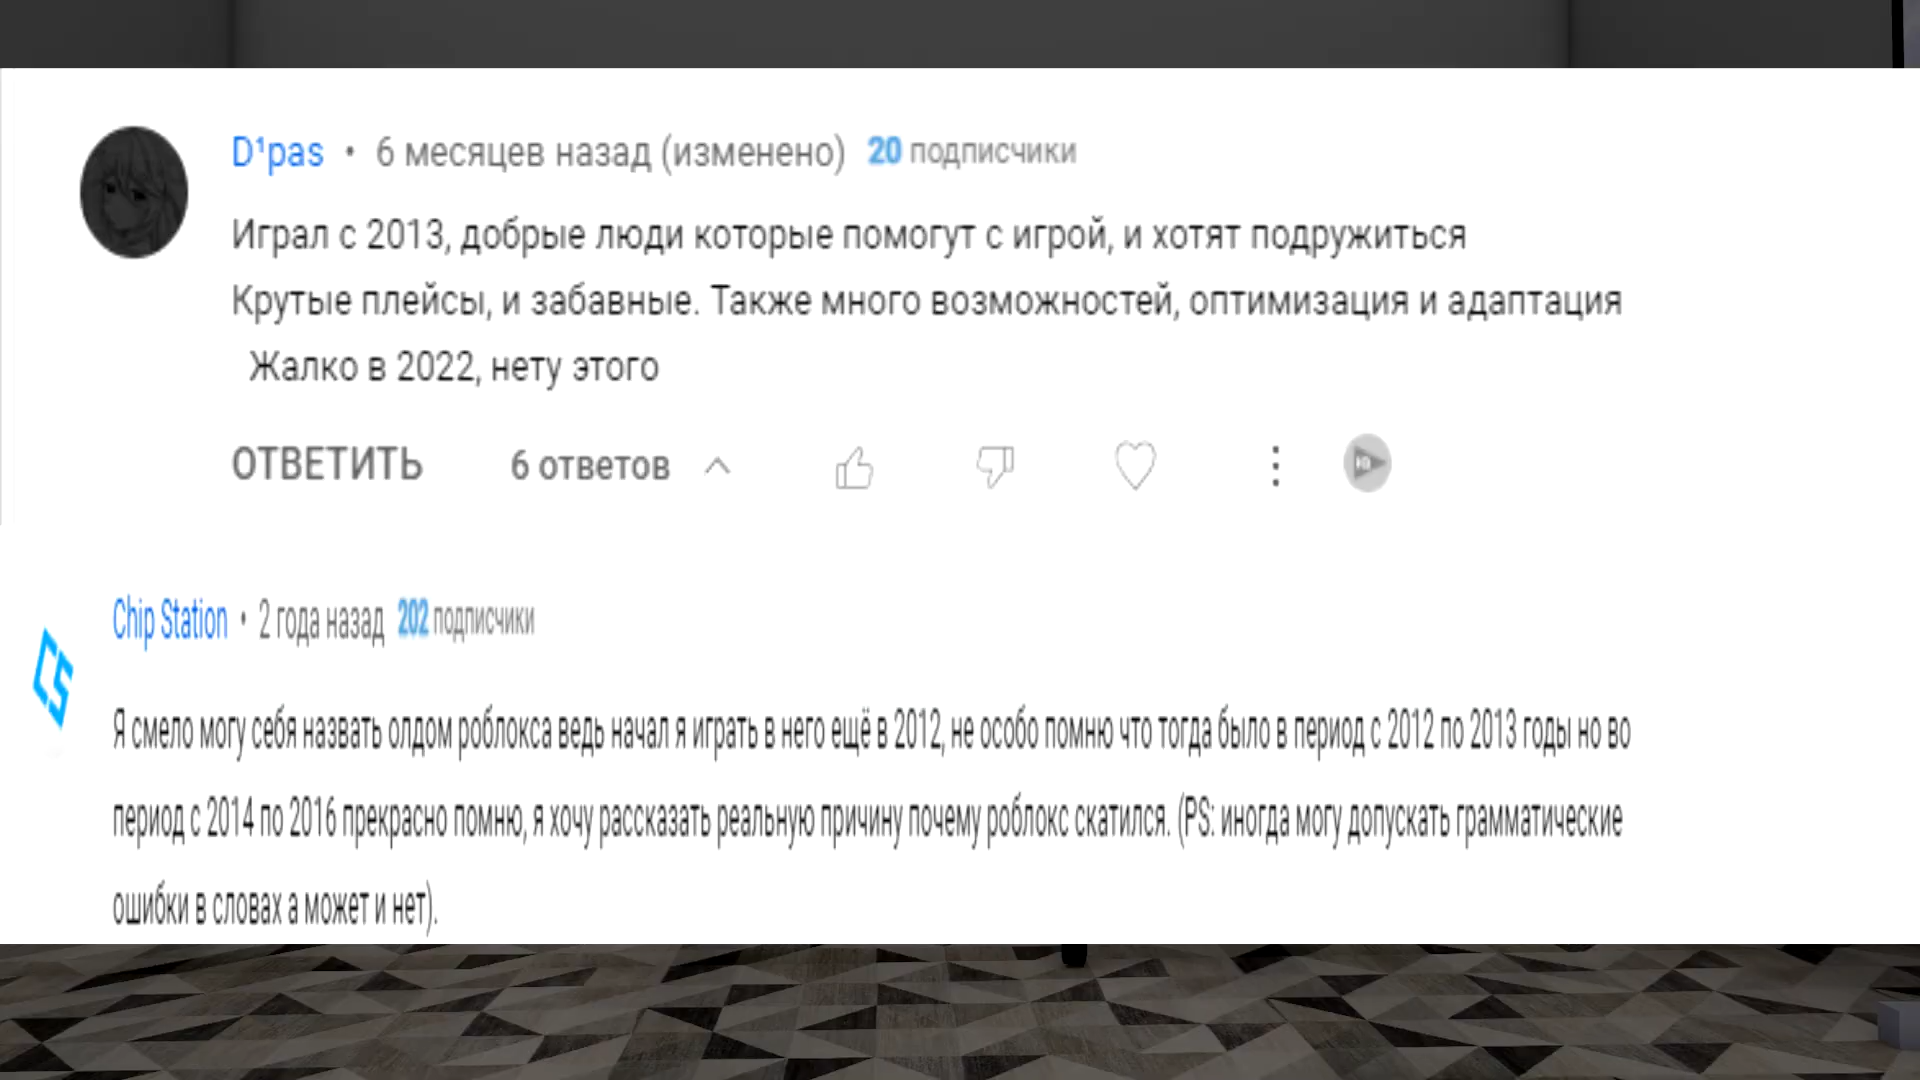 D¹pas • 6 месяцев назад (изменено) 20 подписчики
Играл с 2013, добрые люди которые помогут с игрой, и хотят подружиться
Крутые плейсы, и забавные. Также много возможностей, оптимизация и адаптация
Жалко в 2022, нету этого
ОТВЕТИТЬ 6 ответов
Chip Station • 2 года назад 202 подписчики
Я смело могу себя назвать олдом роблокса ведь начал я играть в него ещё в 2012, не особо помню что тогда было в период с 2012 по 2013 годы но во
период с 2014 по 2016 прекрасно помню, я хочу рассказать реальную причину почему роблокс скатился. (PS: иногда могу допускать грамматические
ошибки в словах а может и нет).